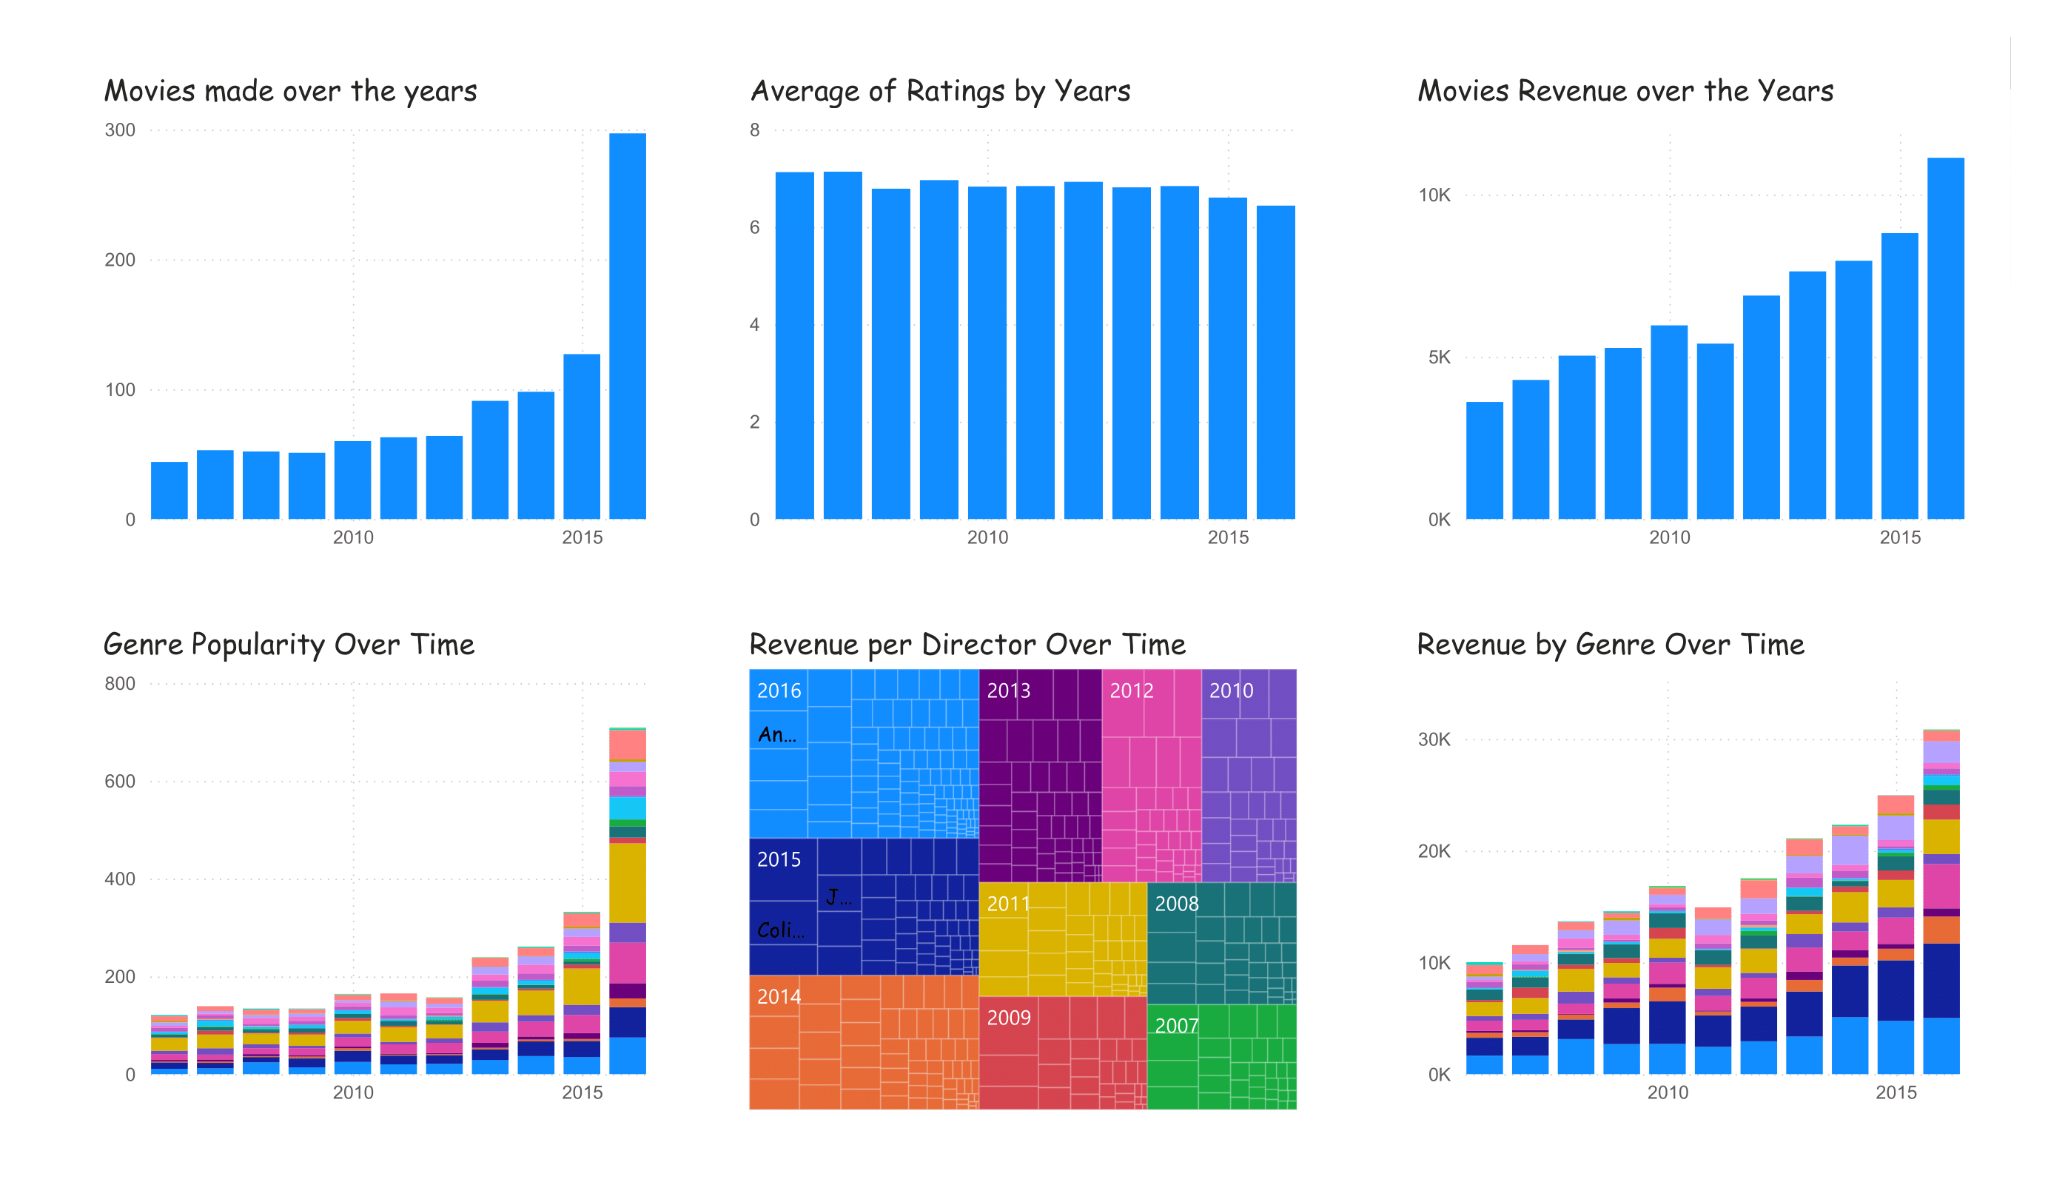 Movies made over the years
300
200
100
0
2010
2015
Average of Ratings by Years
8
6
4
2
0
2010
2015
Movies Revenue over the Years
10K
5K
0K
2010
2015
Genre Popularity Over Time
800
600
400
200
0
2010
2015
Revenue per Director Over Time
2016
An...
2015
J...
Coli...
2014
2013
2012
2010
2011
2008
2009
2007
Revenue by Genre Over Time
30K
20K
10K
0K
2010
2015